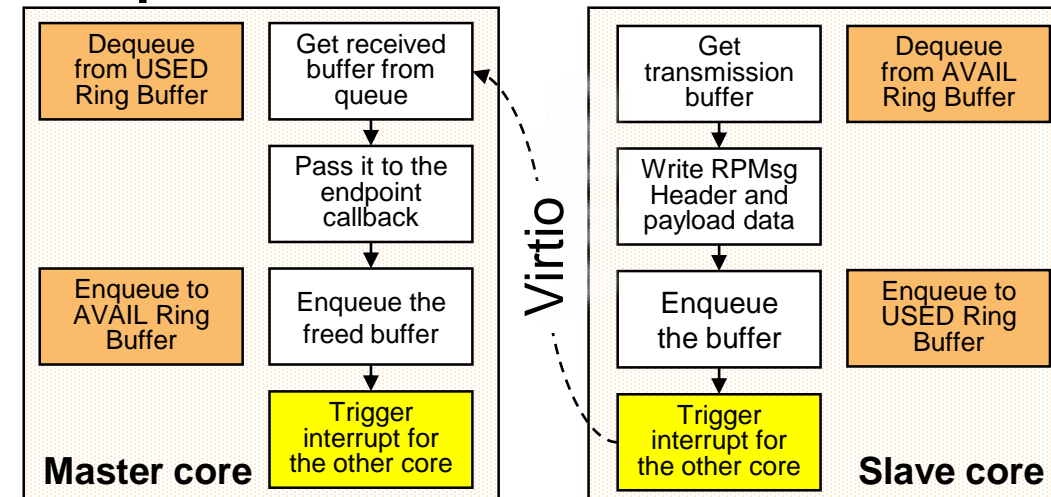 Dequeue
from USED
Ring Buffer
Get received
buffer from
queue
Pass it to the
endpoint
callback
Enqueue to
AVAIL Ring
Buffer
Enqueue the
freed buffer
Trigger
interrupt for
the other core
Master core
Virtio
Get
transmission
buffer
Dequeue
from AVAIL
Ring Buffer
Write RPMsg
Header and
payload data
Enqueue
the buffer
Enqueue to
USED Ring
Buffer
Trigger
interrupt for
the other core
Slave core